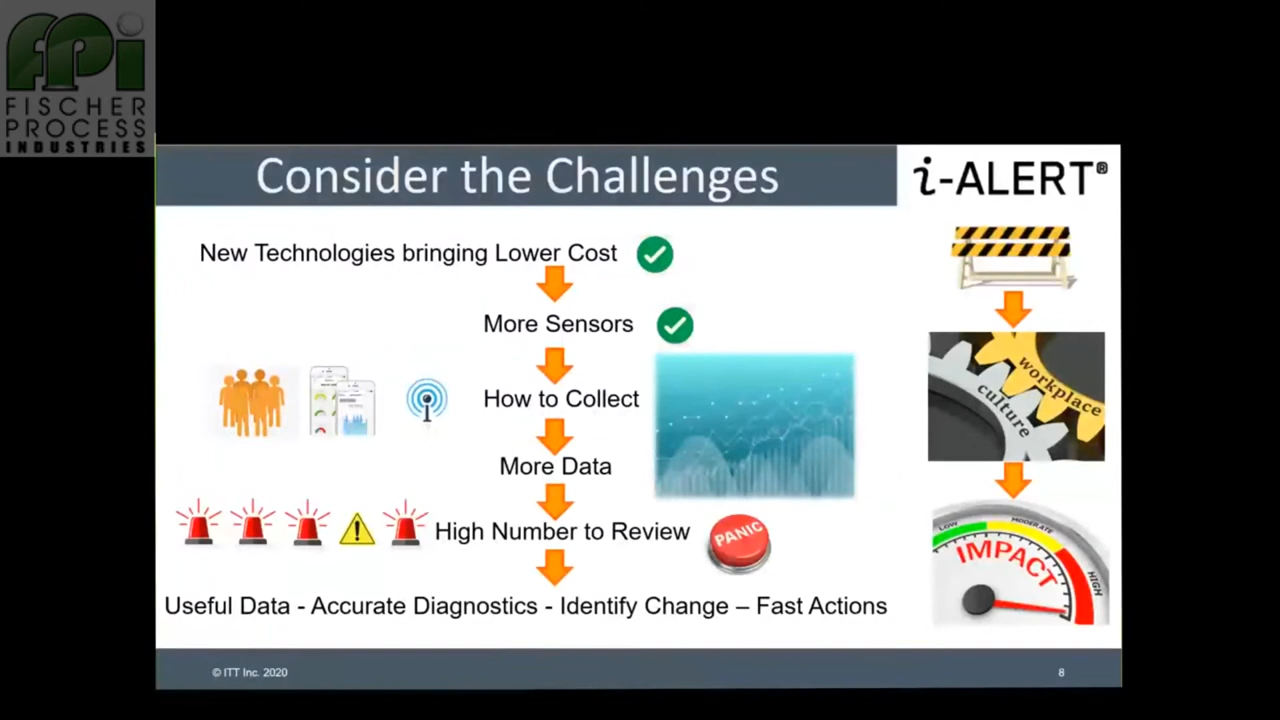 fpi
FISCHER
PROCESS
INDUSTRIES
Consider the Challenges
i-ALERT®
New Technologies bringing Lower Cost
More Sensors
How to Collect
workplace
culture
More Data
High Number to Review
PANIC
LOW
MODERATE
HIGH
IMPACT
Useful Data - Accurate Diagnostics - Identify Change – Fast Actions
© ITT Inc. 2020
8